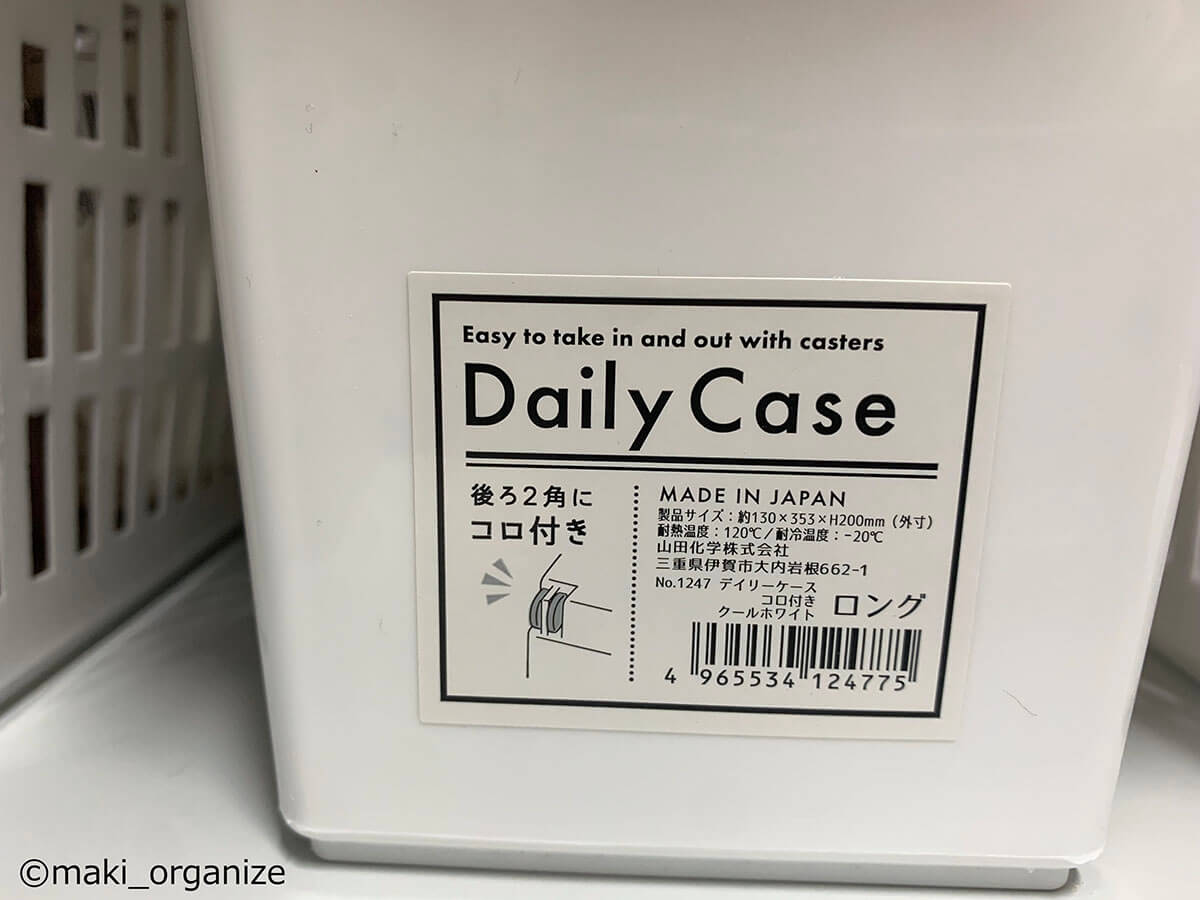 Easy to take in and out with casters
Daily Case
後ろ2角に
コロ付き
MADE IN JAPAN
製品サイズ：約130×353×H200mm（外寸）
耐熱温度：120℃/耐冷温度：-20℃
山田化学株式会社
三重県伊賀市大内岩根662-1
No.1247 デイリーケース
コロ付き
クールホワイト
ロング
4 965534 124775
©maki_organize